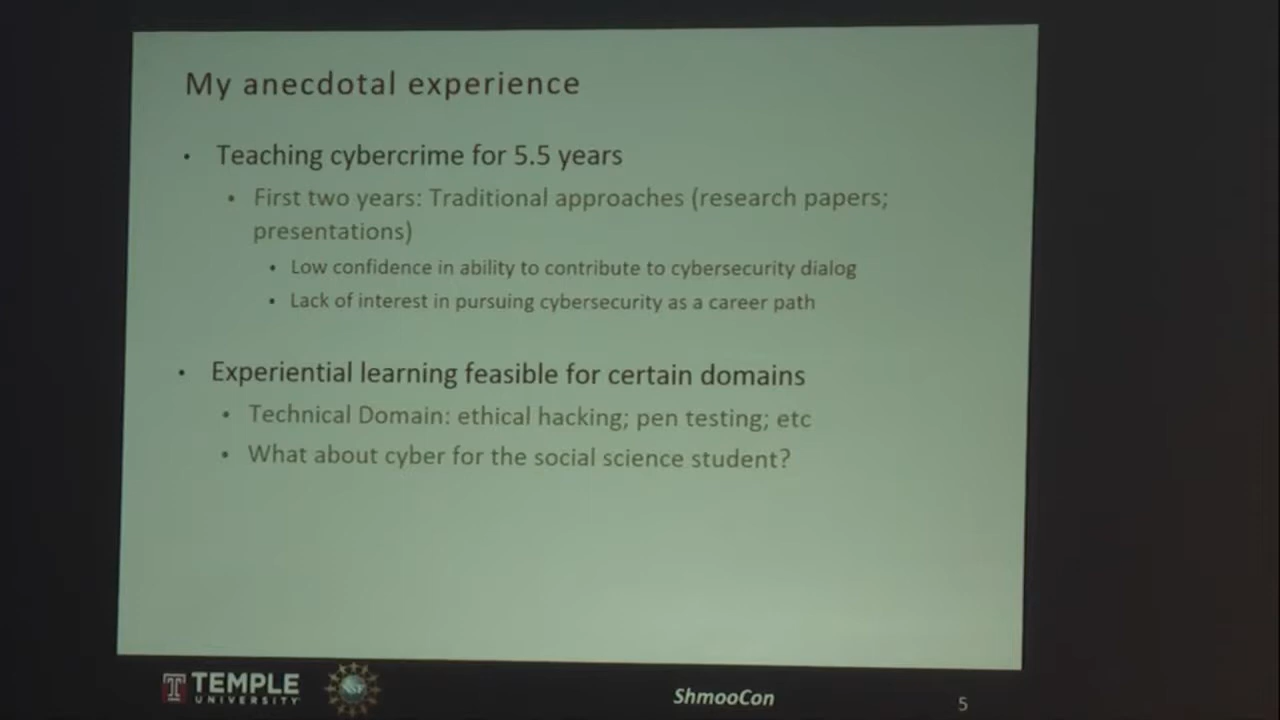 My anecdotal experience
• Teaching cybercrime for 5.5 years
• First two years: Traditional approaches (research papers;
presentations)
• Low confidence in ability to contribute to cybersecurity dialog
• Lack of interest in pursuing cybersecurity as a career path
• Experiential learning feasible for certain domains
• Technical Domain: ethical hacking; pen testing; etc
• What about cyber for the social science student?
T TEMPLE
UNIVERSITY
NSF
ShmooCon
5